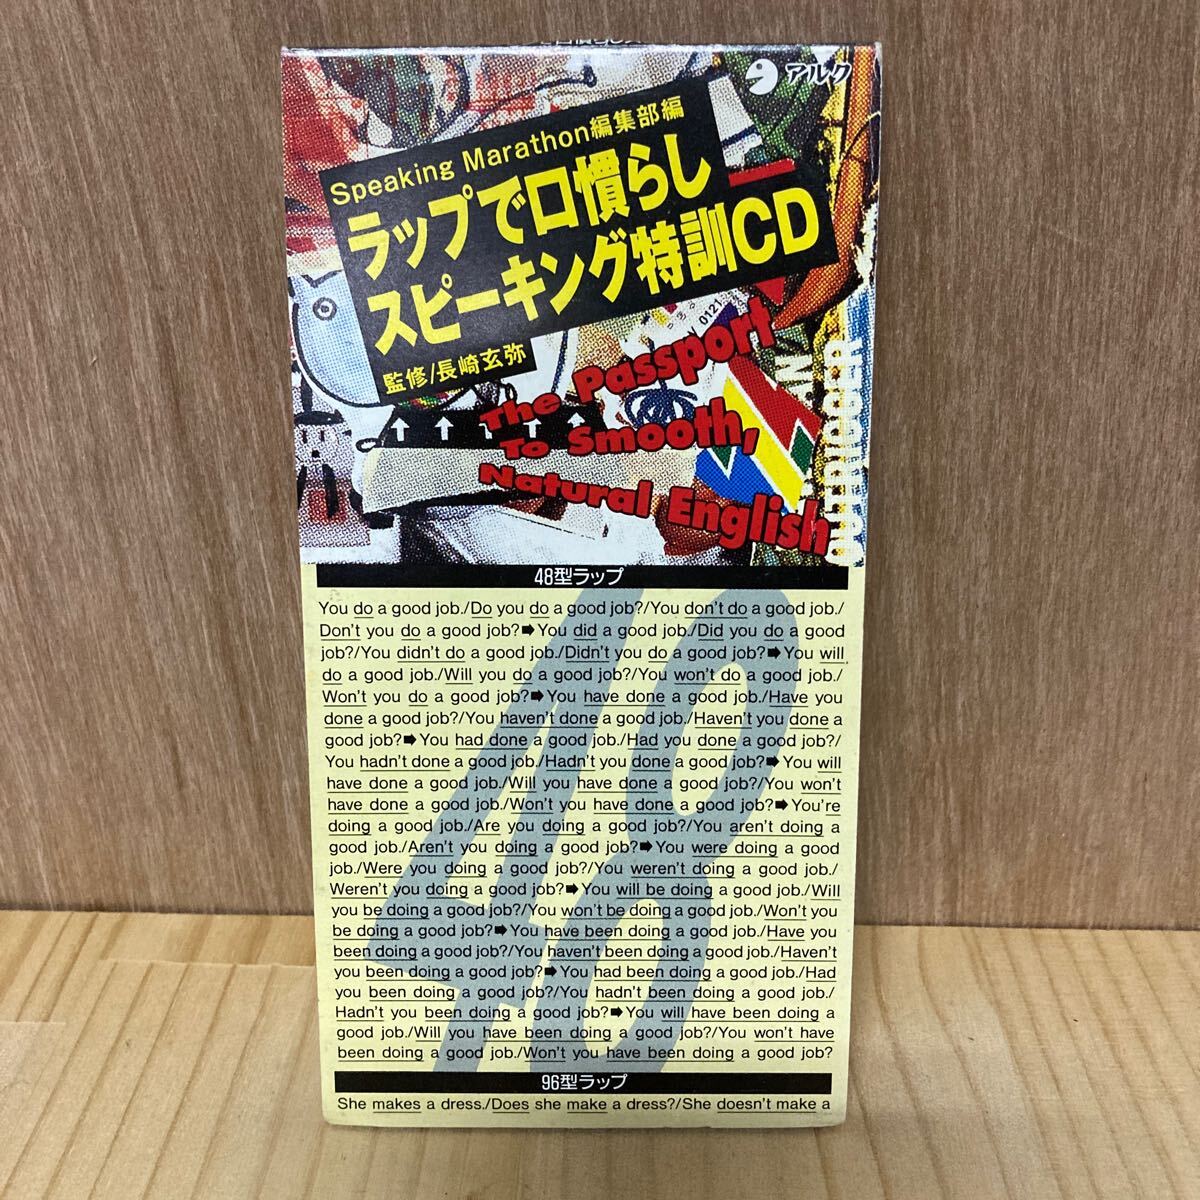 アルク
Speaking Marathon編集部編
ラップで口慣らし
スピーキング特訓CD
監修/長崎玄弥
0121
The Passport
To Smooth,
Natural English
48型ラップ
You do a good job./Do you do a good job?/You don't do a good job./
Don't you do a good job?➡You did a good job./Did you do a good
job?/You didn't do a good job./Didn't you do a good job?➡You will
do a good job./Will you do a good job?/You won't do a good job./
Won't you do a good job?➡You have done a good job./Have you
done a good job?/You haven't done a good job./Haven't you done a
good job?➡You had done a good job./Had you done a good job?/
You hadn't done a good job./Hadn't you done a good job?➡You will
have done a good job./Will you have done a good job?/You won't
have done a good job./Won't you have done a good job?➡You're
doing a good job./Are you doing a good job?/You aren't doing a
good job./Aren't you doing a good job?➡You were doing a good
job./Were you doing a good job?/You weren't doing a good job./
Weren't you doing a good job?➡You will be doing a good job./Will
you be doing a good job?/You won't be doing a good job./Won't you
be doing a good job?➡You have been doing a good job./Have you
been doing a good job?/You haven't been doing a good job./Haven't
you been doing a good job?➡You had been doing a good job./Had
you been doing a good job?/You hadn't been doing a good job./
Hadn't you been doing a good job?➡You will have been doing a
good job./Will you have been doing a good job?/You won't have
been doing a good job./Won't you have been doing a good job?
48
96型ラップ
She makes a dress./Does she make a dress?/She doesn't make a